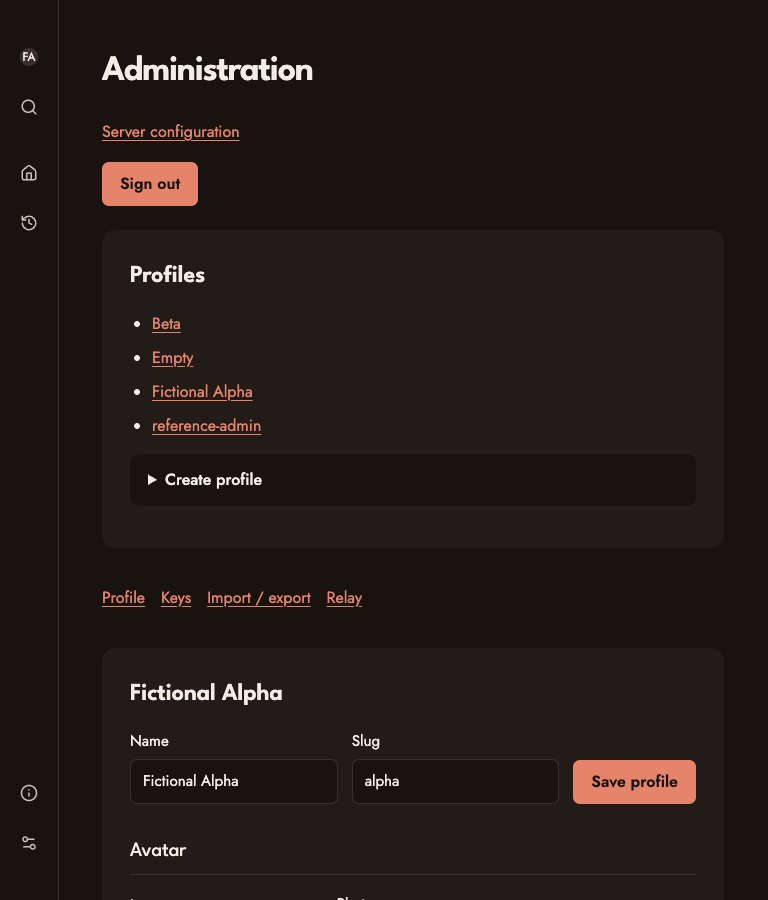 FA
Administration
Server configuration
Sign out
Profiles
Beta
Empty
Fictional Alpha
reference-admin
Create profile
Profile Keys Import / export Relay
Fictional Alpha
Name Slug
Fictional Alpha alpha Save profile
Avatar